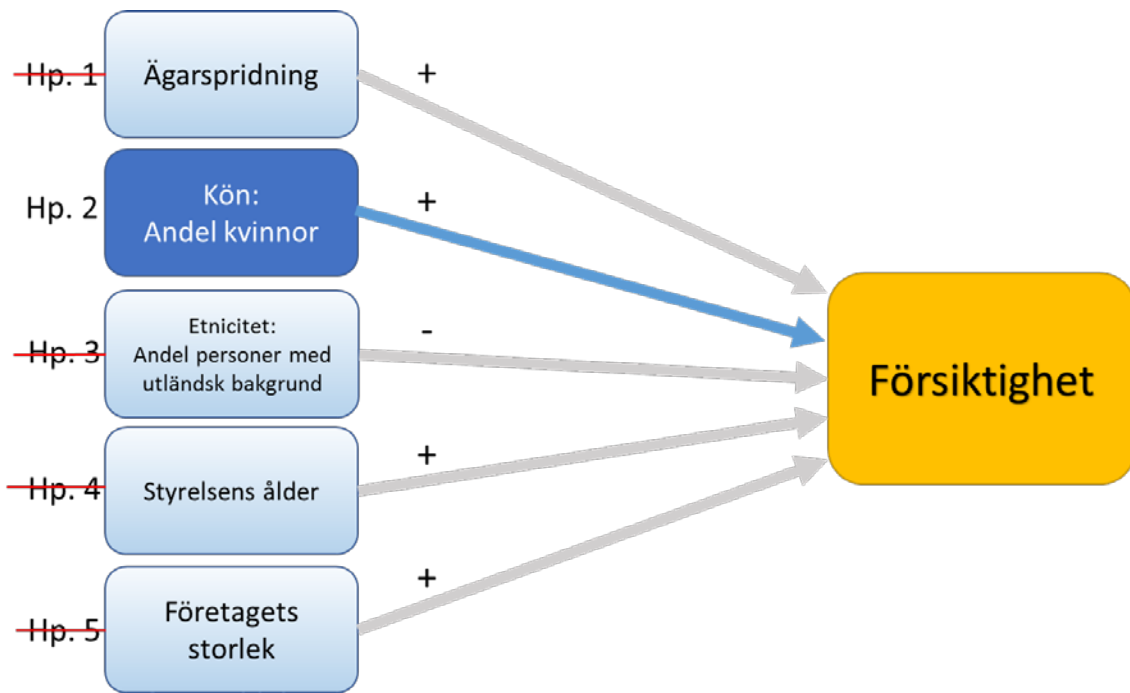 Hp. 1
Ägarspridning
+
Hp. 2
Kön:
Andel kvinnor
+
Hp. 3
Etnicitet:
Andel personer med
utländsk bakgrund
-
Hp. 4
Styrelsens ålder
+
Hp. 5
Företagets
storlek
+
Försiktighet